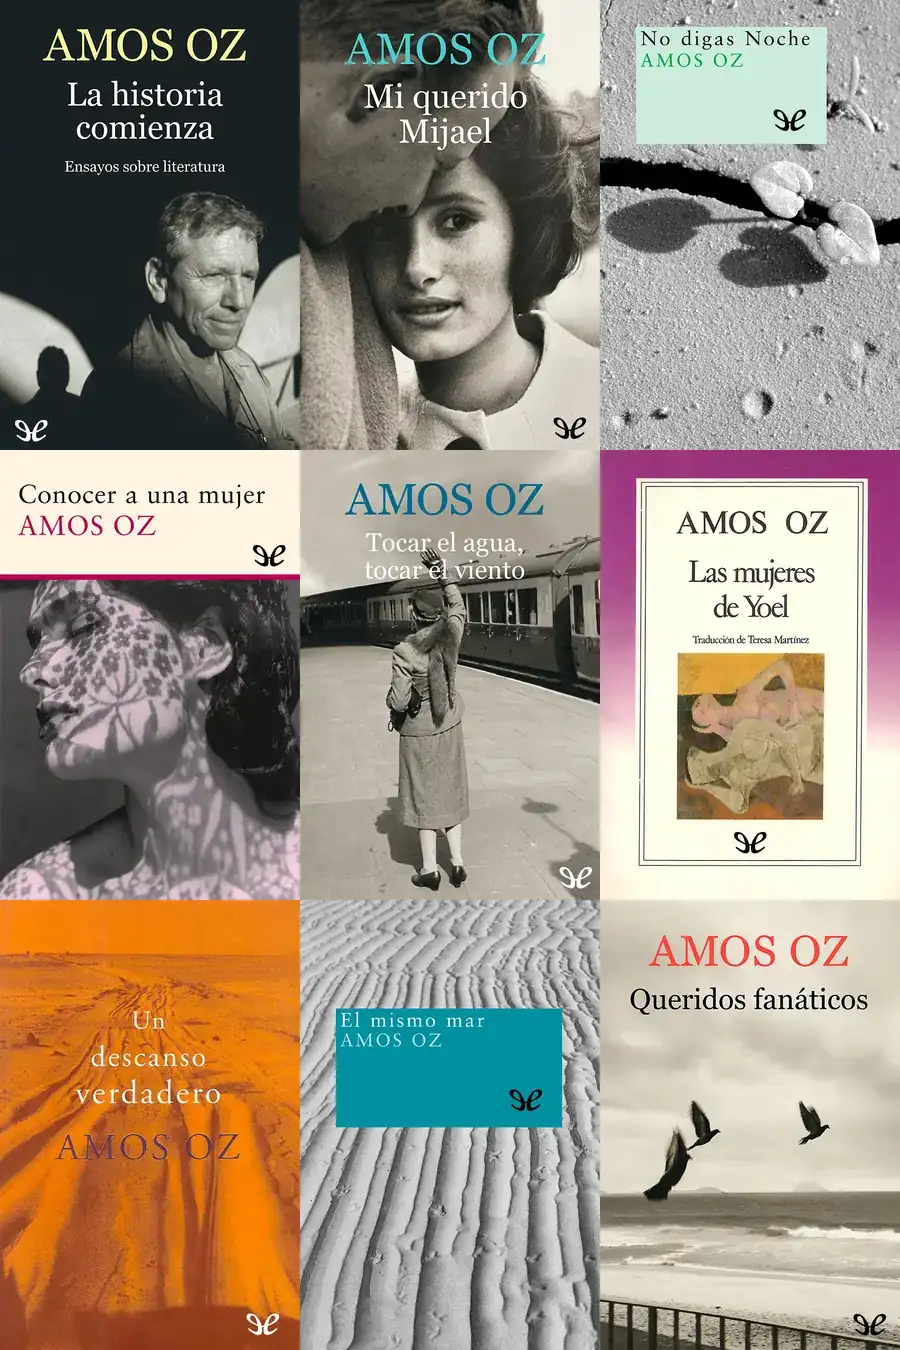 AMOS OZ
La historia
comienza
Ensayos sobre literatura
AMOS OZ
Mi querido
Mijael
No digas Noche
AMOS OZ
Conocer a una mujer
AMOS OZ
AMOS OZ
Tocar el agua,
tocar el viento
AMOS OZ
Las mujeres
de Yoel
Traducción de Teresa Martínez
Un
descanso
verdadero
AMOS OZ
El mismo mar
AMOS OZ
AMOS OZ
Queridos fanáticos